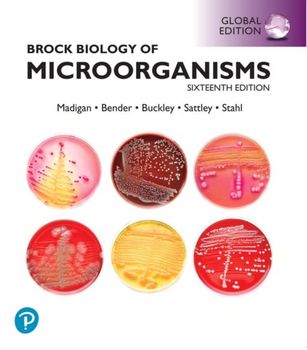 GLOBAL
EDITION
BROCK BIOLOGY OF
MICROORGANISMS
SIXTEENTH EDITION
Madigan • Bender • Buckley • Sattley • Stahl
P